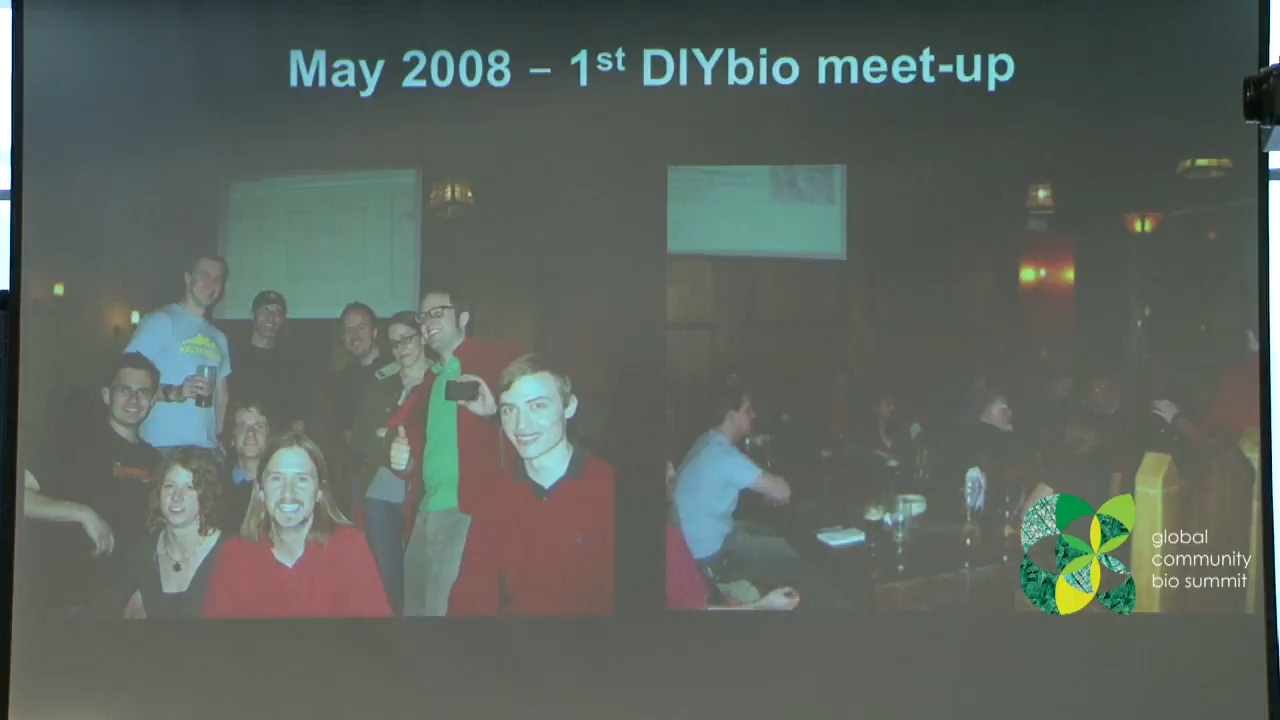 May 2008 – 1st DIYbio meet-up
global
community
bio summit